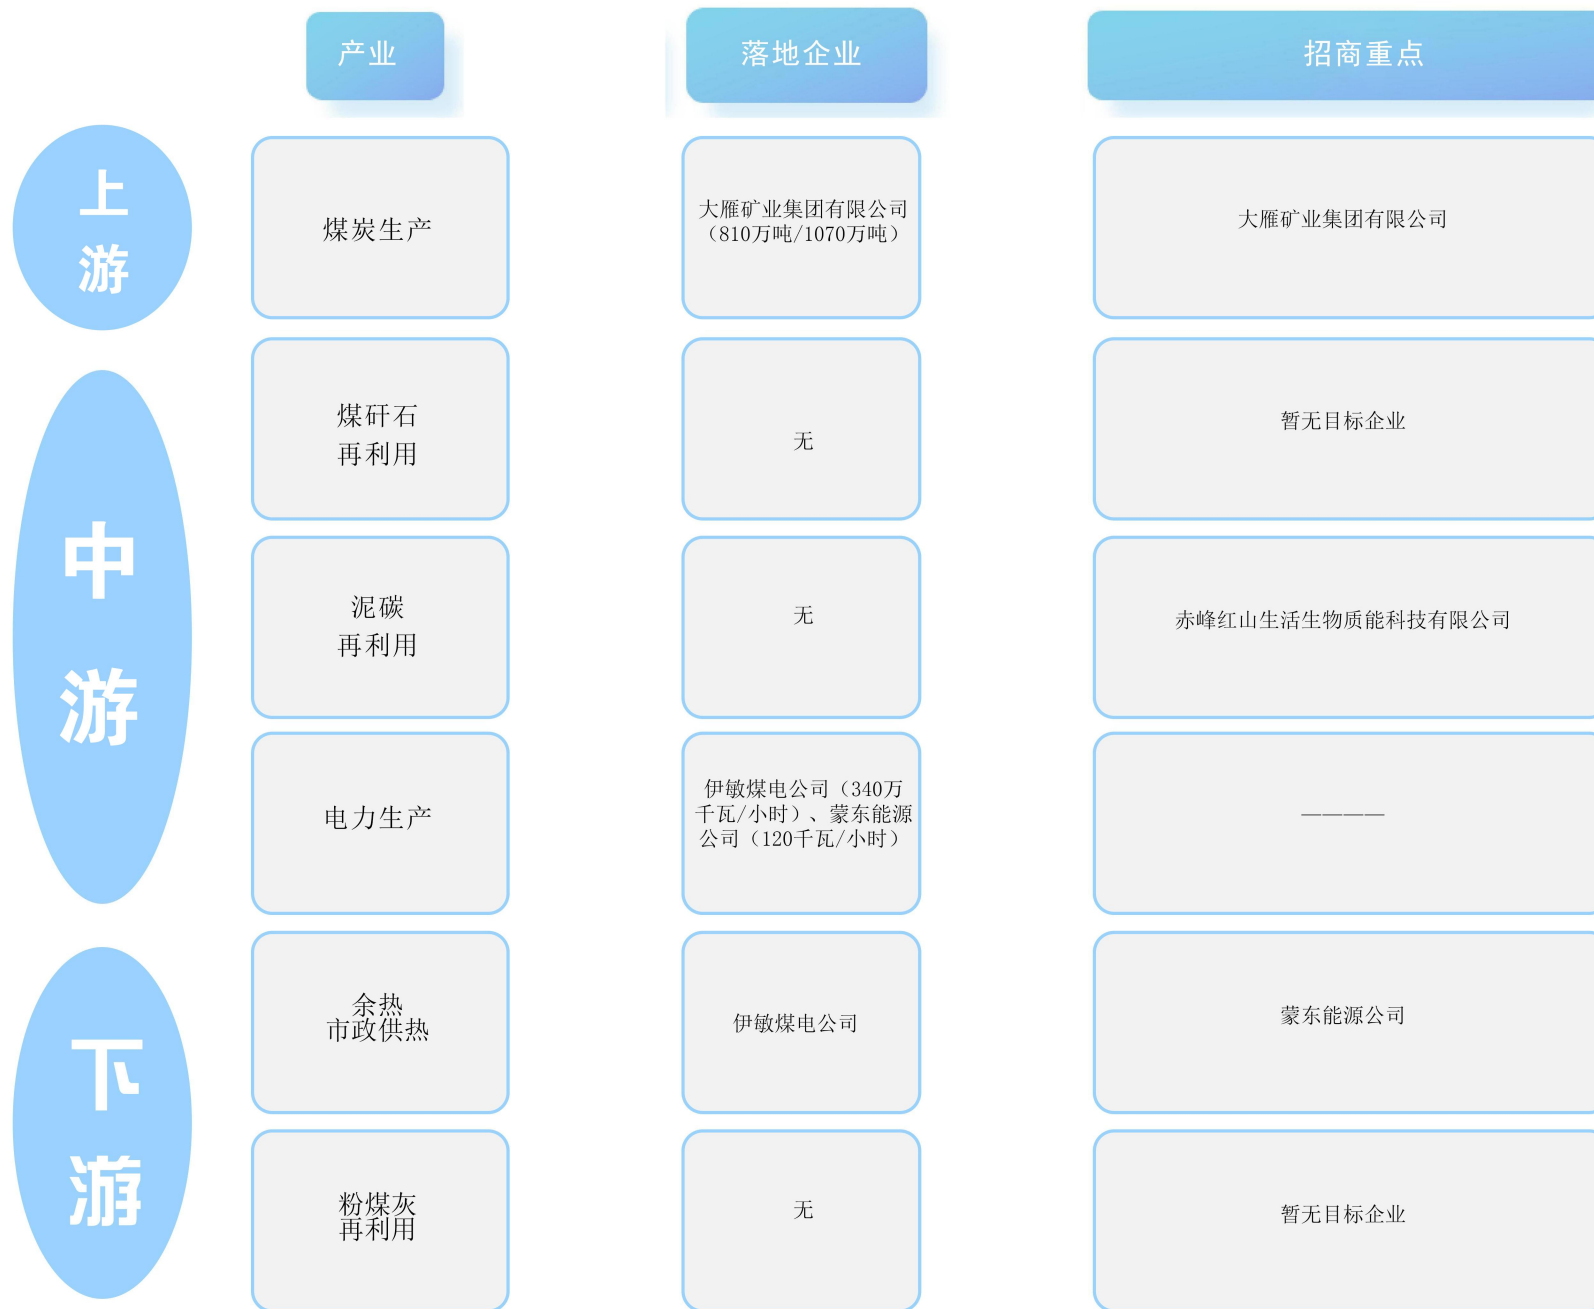 产业
落地企业
招商重点
上
游
煤炭生产
大雁矿业集团有限公司
（810万吨/1070万吨）
大雁矿业集团有限公司
中
游
煤矸石
再利用
无
暂无目标企业
泥碳
再利用
无
赤峰红山生活生物质能科技有限公司
电力生产
伊敏煤电公司（340万
千瓦/小时）、蒙东能源
公司（120千瓦/小时）
————
下
游
余热
市政供热
伊敏煤电公司
蒙东能源公司
粉煤灰
再利用
无
暂无目标企业